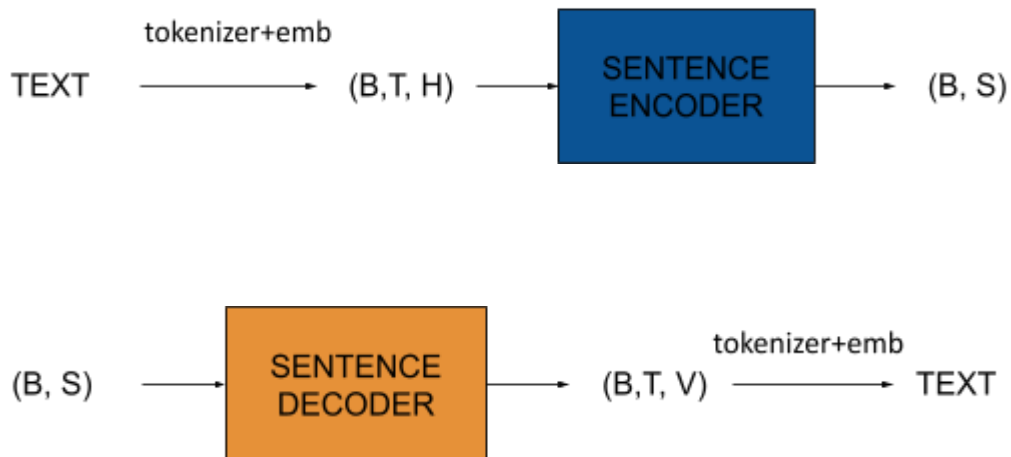 tokenizer+emb
TEXT (B,T, H) SENTENCE ENCODER (B, S)
tokenizer+emb
(B, S) SENTENCE DECODER (B,T, V) TEXT